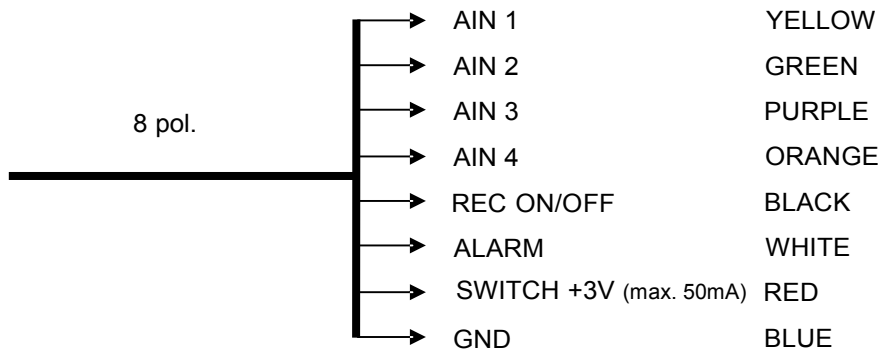 AIN 1 YELLOW
AIN 2 GREEN
AIN 3 PURPLE
8 pol.
AIN 4 ORANGE
REC ON/OFF BLACK
ALARM WHITE
SWITCH +3V (max. 50mA) RED
GND BLUE